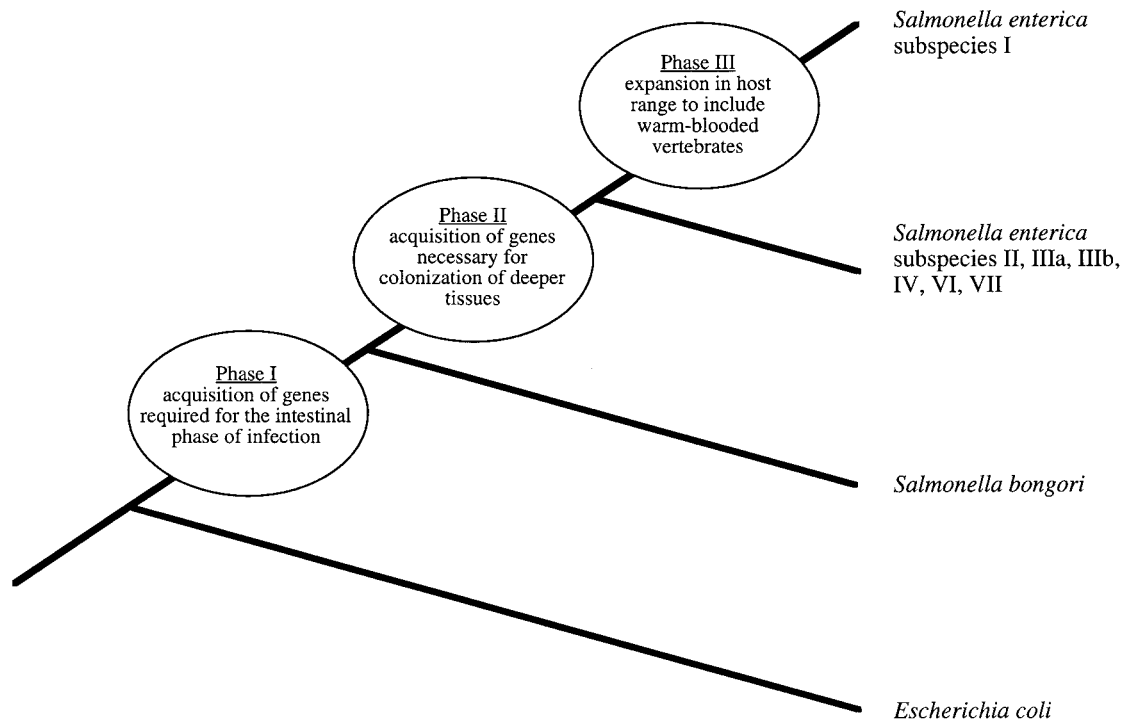 Salmonella enterica
subspecies I
Phase III
expansion in host
range to include
warm-blooded
vertebrates
Phase II
acquisition of genes
necessary for
colonization of deeper
tissues
Salmonella enterica
subspecies II, IIIa, IIIb,
IV, VI, VII
Phase I
acquisition of genes
required for the intestinal
phase of infection
Salmonella bongori
Escherichia coli